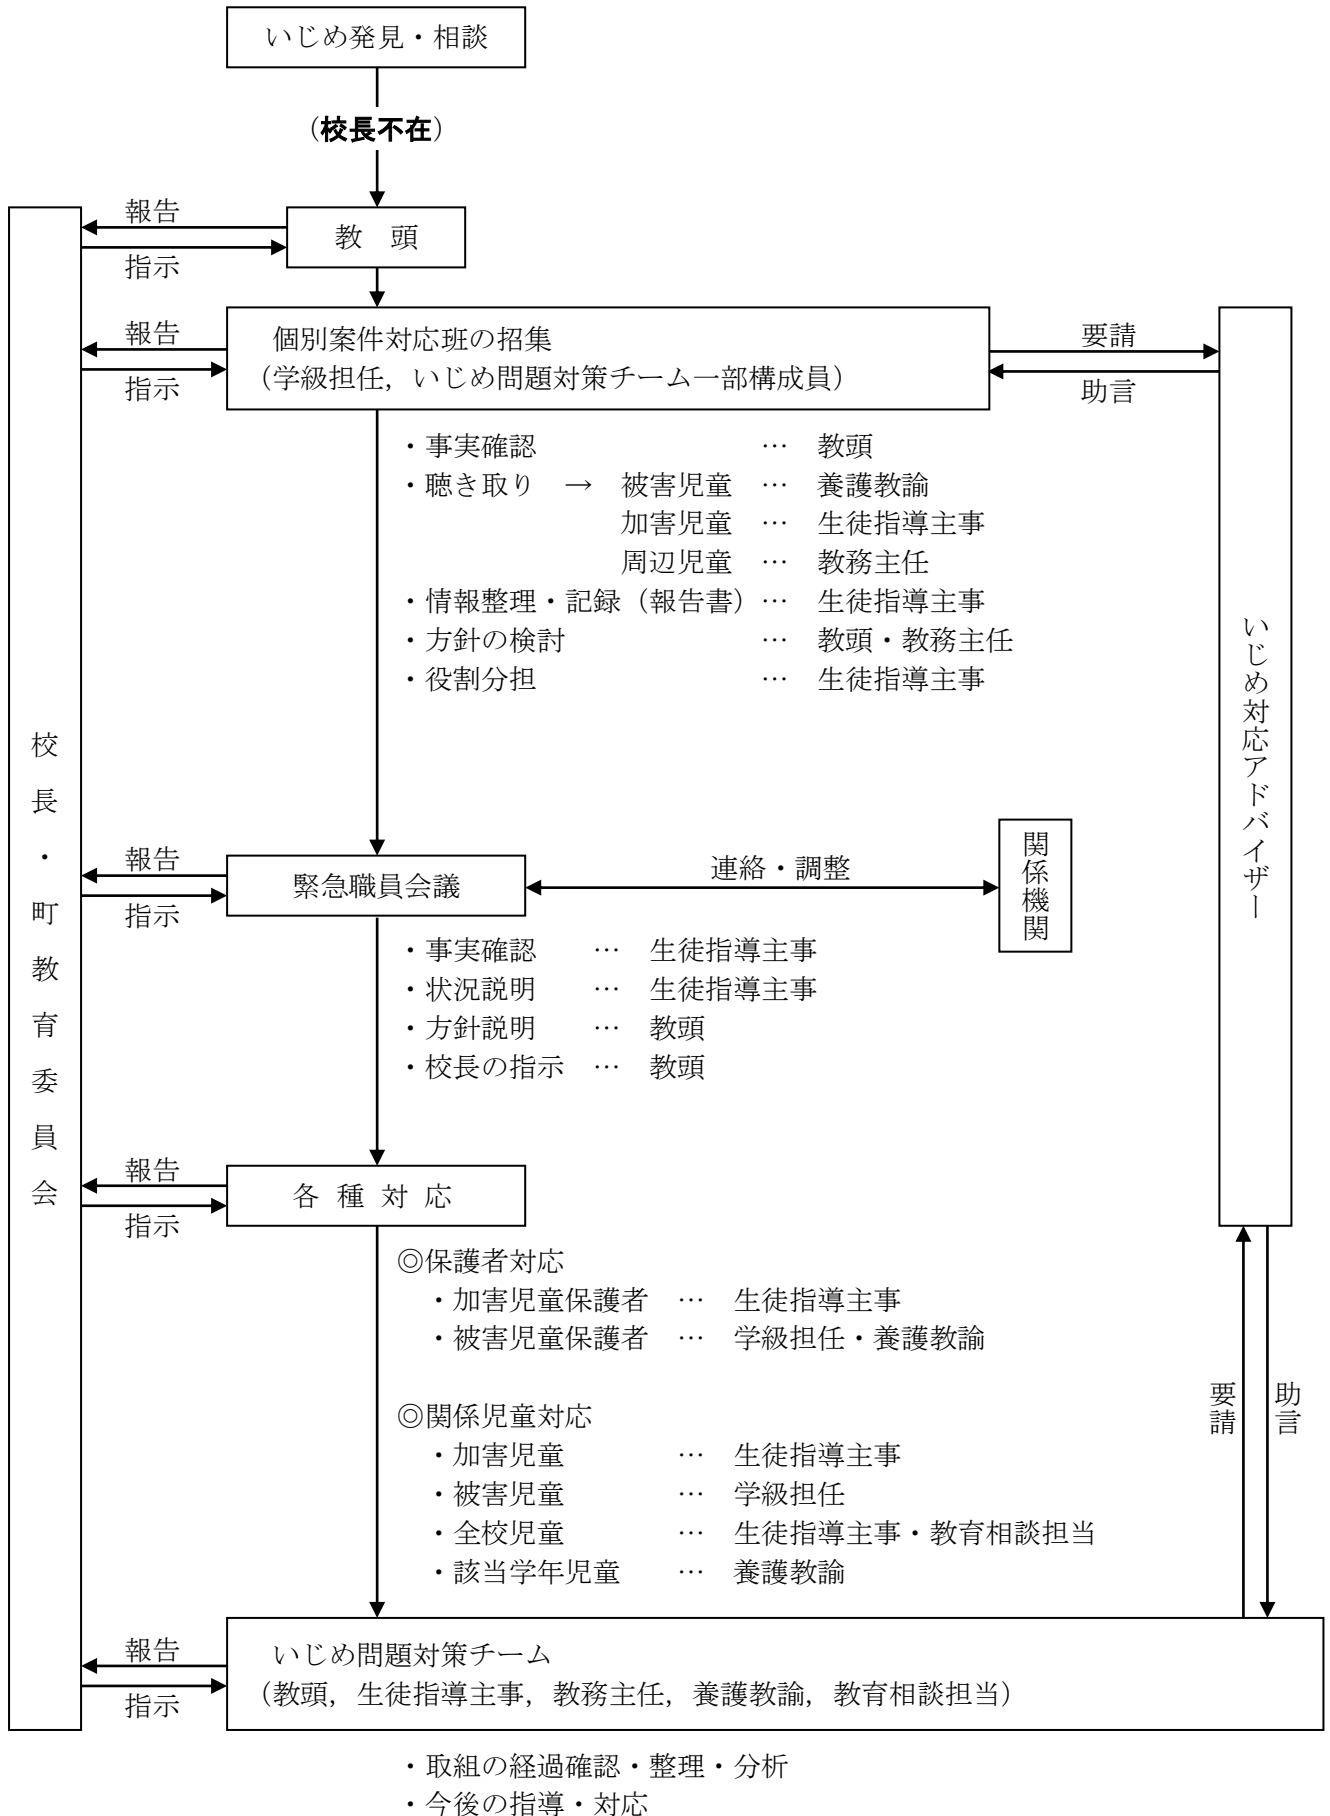 いじめ発見・相談
（校長不在）
報告
指示
教　頭
報告
指示
個別案件対応班の招集
（学級担任，いじめ問題対策チーム一部構成員）
要請
助言
・事実確認　　　　　　　　…　教頭
・聴き取り　→　被害児童　…　養護教諭
加害児童　…　生徒指導主事
周辺児童　…　教務主任
・情報整理・記録（報告書）…　生徒指導主事
・方針の検討　　　　　　　…　教頭・教務主任
・役割分担　　　　　　　　…　生徒指導主事
いじめ対応アドバイザー
校長・町教育委員会
報告
指示
緊急職員会議
連絡・調整
関係機関
・事実確認　　…　生徒指導主事
・状況説明　　…　生徒指導主事
・方針説明　　…　教頭
・校長の指示　…　教頭
報告
指示
各 種 対 応
◎保護者対応
・加害児童保護者　…　生徒指導主事
・被害児童保護者　…　学級担任・養護教諭
◎関係児童対応
・加害児童　　　　…　生徒指導主事
・被害児童　　　　…　学級担任
・全校児童　　　　…　生徒指導主事・教育相談担当
・該当学年児童　　…　養護教諭
要請
助言
報告
指示
いじめ問題対策チーム
（教頭，生徒指導主事，教務主任，養護教諭，教育相談担当）
・取組の経過確認・整理・分析
・今後の指導・対応